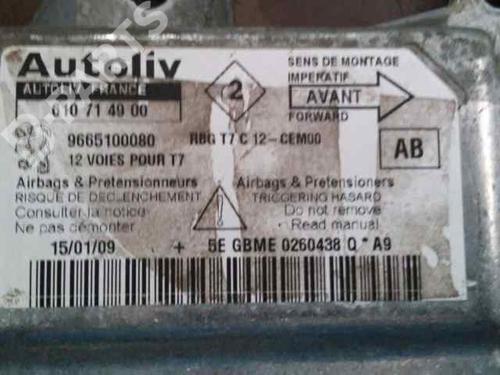 Autoliv
AUTOLIV FRANCE
610 71 49 00
9665100080
12 VOIES POUR T7
2
SENS DE MONTAGE
IMPERATIF
AVANT
FORWARD
RBG T7 C 12-CEM00
AB
Airbags & Pretensionneurs
RISQUE DE DECLENCHEMENT
Consulter la notice
Ne pas démonter
Airbags & Pretensioners
TRIGGERING HASARD
Do not remove
Read manual
15/01/09 + 5E GBME 0260438 Q * A9